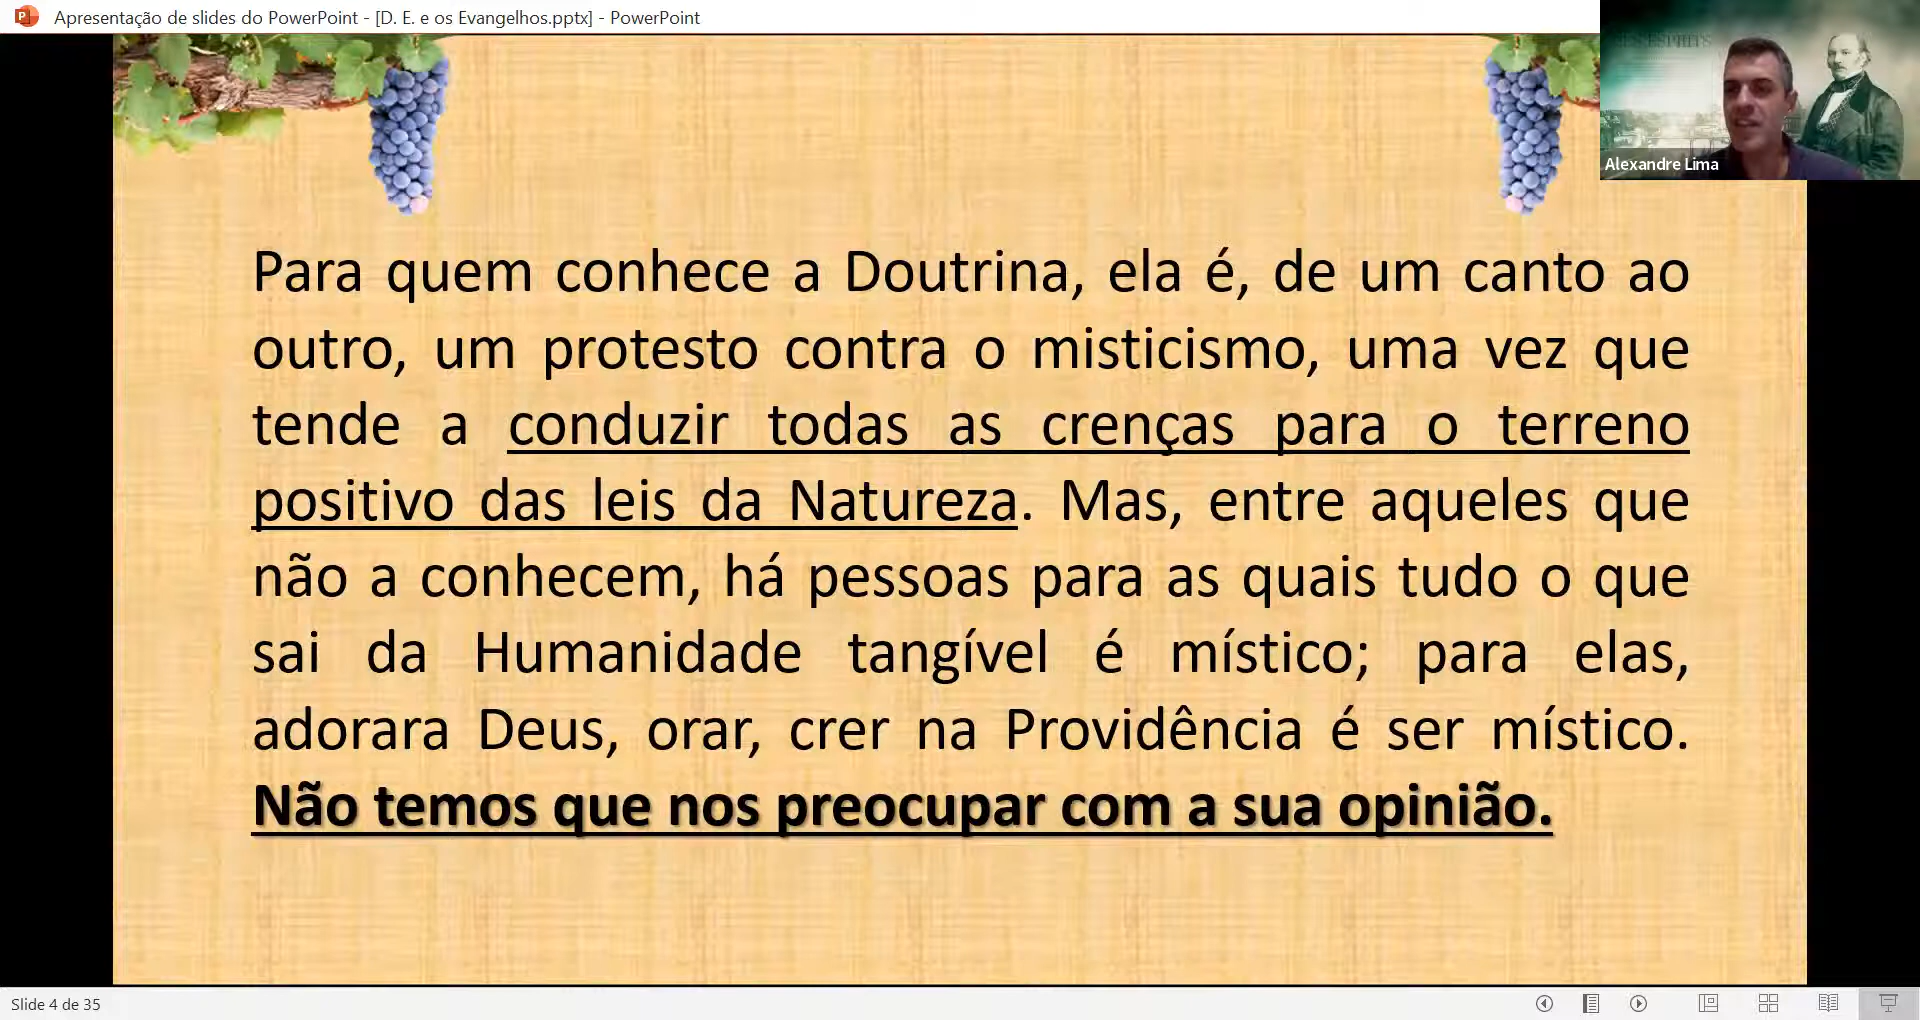 Apresentação de slides do PowerPoint - [D. E. e os Evangelhos.pptx] - PowerPoint
Alexandre Lima
Para quem conhece a Doutrina, ela é, de um canto ao
outro, um protesto contra o misticismo, uma vez que
tende a conduzir todas as crenças para o terreno
positivo das leis da Natureza. Mas, entre aqueles que
não a conhecem, há pessoas para as quais tudo o que
sai da Humanidade tangível é místico; para elas,
adorara Deus, orar, crer na Providência é ser místico.
Não temos que nos preocupar com a sua opinião.
Slide 4 de 35